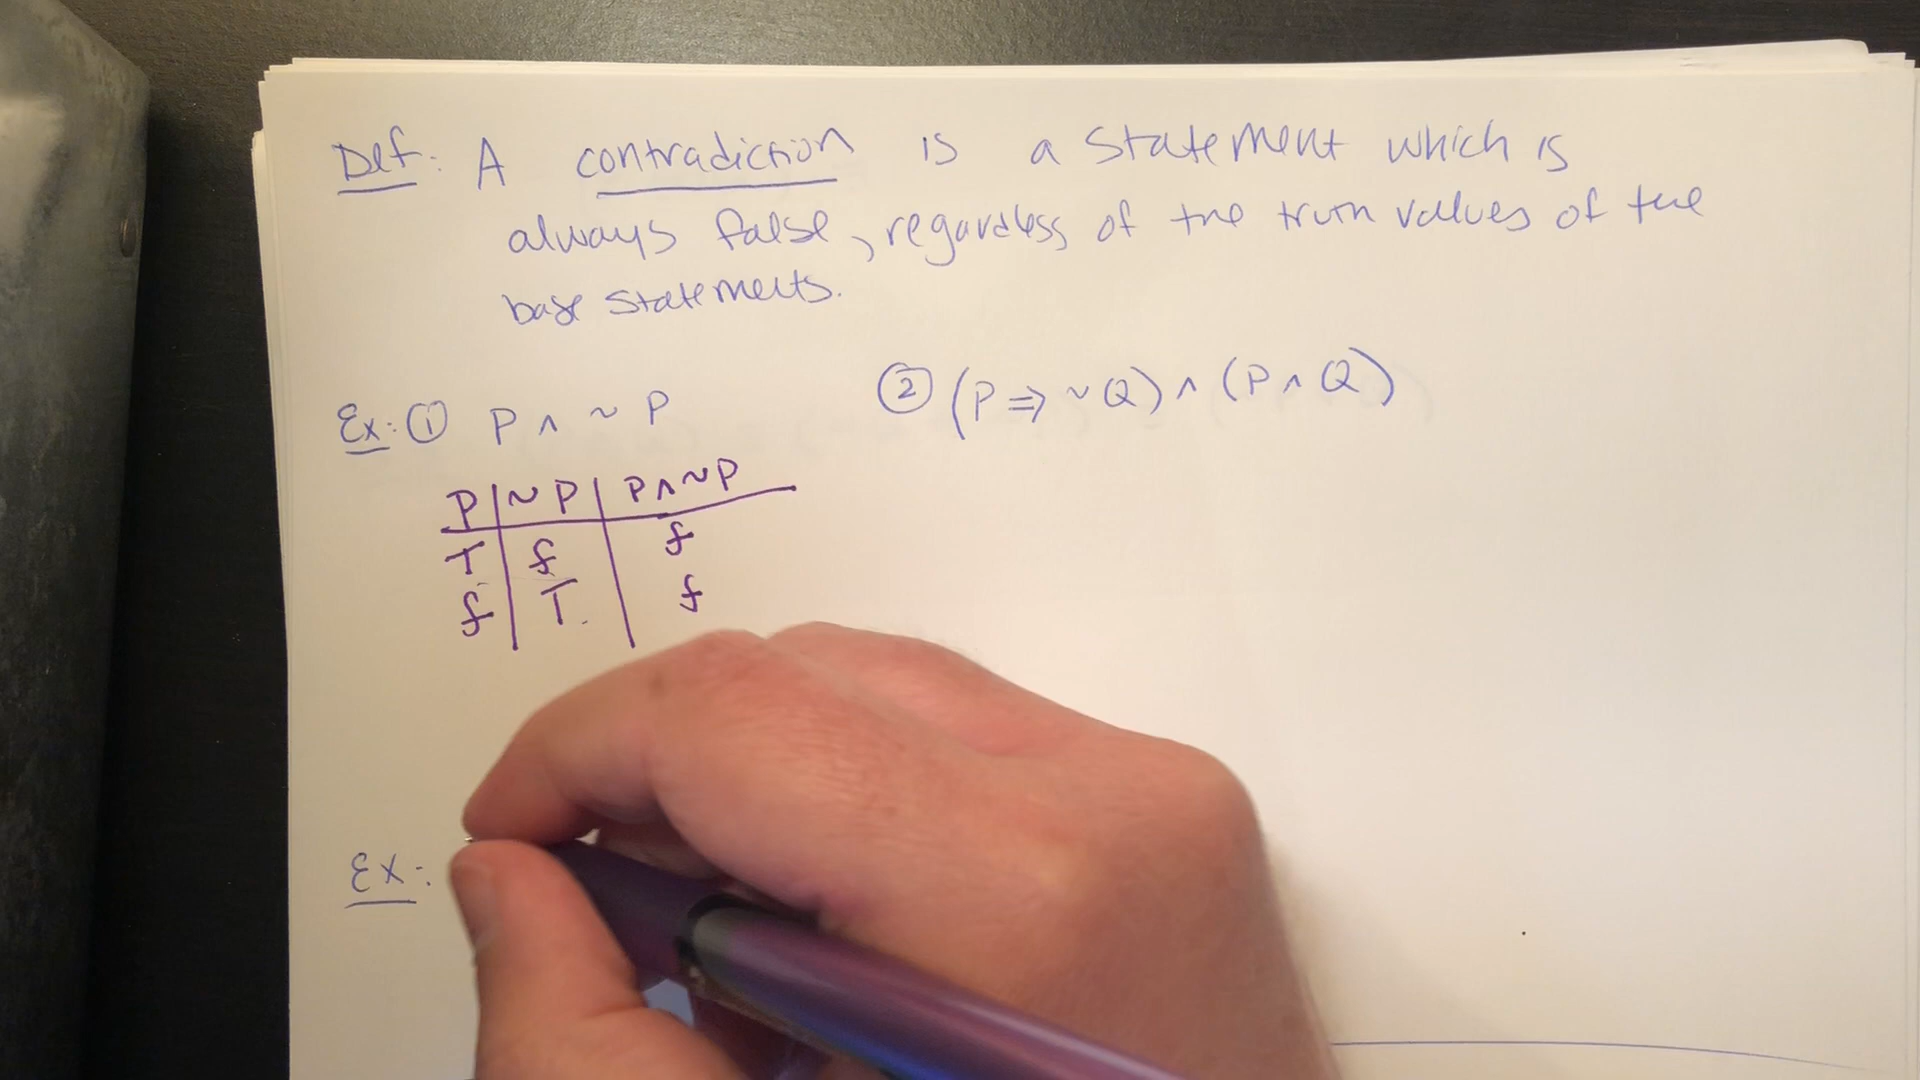 Def: A contradiction is a statement which is
always false, regardless of the truth values of the
base statements.
Ex: ① P ∧ ~ P
② (P ⇒ ~Q) ∧ (P ∧ Q)
P | ~P | P∧~P
T | f | f
f | T | f
Ex: